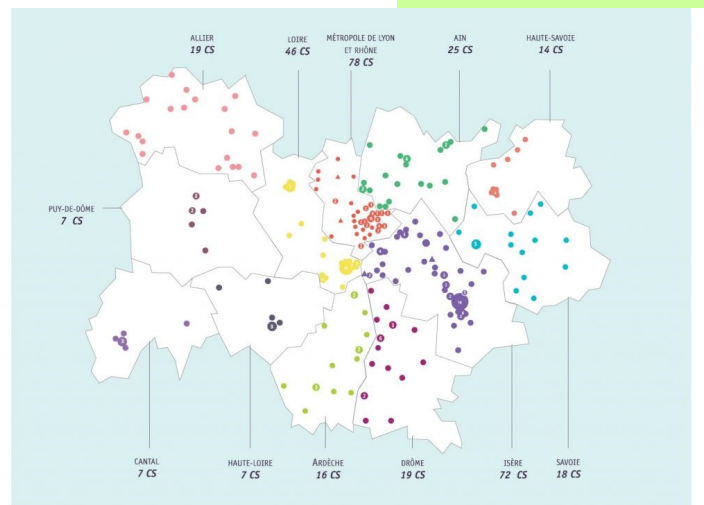 ALLIER
19 CS
LOIRE
46 CS
MÉTROPOLE DE LYON
ET RHÔNE
78 CS
AIN
25 CS
HAUTE-SAVOIE
14 CS
PUY-DE-DÔME
7 CS
CANTAL
7 CS
HAUTE-LOIRE
7 CS
ARDÈCHE
16 CS
DRÔME
19 CS
ISÈRE
72 CS
SAVOIE
18 CS